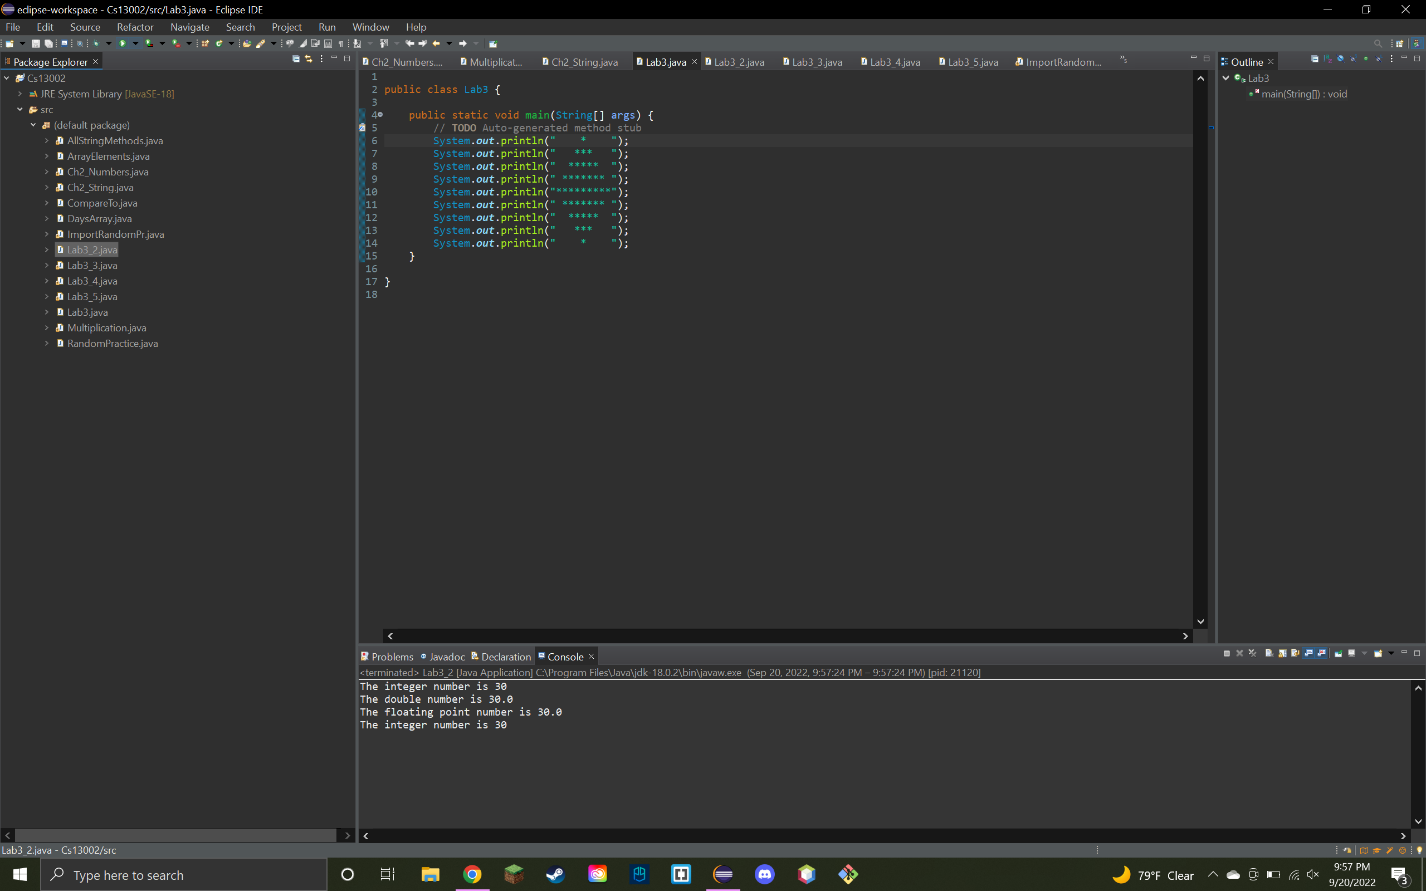 eclipse-workspace - Cs13002/src/Lab3.java - Eclipse IDE
File Edit Source Refactor Navigate Search Project Run Window Help
Package Explorer
Cs13002
JRE System Library [JavaSE-18]
src
(default package)
AllStringMethods.java
ArrayElements.java
Ch2_Numbers.java
Ch2_String.java
CompareTo.java
DaysArray.java
ImportRandomPr.java
Lab3_2.java
Lab3_3.java
Lab3_4.java
Lab3_5.java
Lab3.java
Multiplication.java
RandomPractice.java
Ch2_Numbers.... Multiplicat... Ch2_String.java Lab3.java Lab3_2.java Lab3_3.java Lab3_4.java Lab3_5.java ImportRandom...
1
2 public class Lab3 {
3
4     public static void main(String[] args) {
5         // TODO Auto-generated method stub
6         System.out.println("    *    ");
7         System.out.println("   ***   ");
8         System.out.println("  *****  ");
9         System.out.println(" ******* ");
10         System.out.println("*********");
11         System.out.println(" ******* ");
12         System.out.println("  *****  ");
13         System.out.println("   ***   ");
14         System.out.println("    *    ");
15     }
16
17 }
18
Outline
Lab3
main(String[]) : void
Problems Javadoc Declaration Console
<terminated> Lab3_2 [Java Application] C:\Program Files\Java\jdk-18.0.2\bin\javaw.exe (Sep 20, 2022, 9:57:24 PM – 9:57:24 PM) [pid: 21120]
The integer number is 30
The double number is 30.0
The floating point number is 30.0
The integer number is 30
Lab3_2.java - Cs13002/src
Type here to search
79°F Clear
9:57 PM
9/20/2022
3